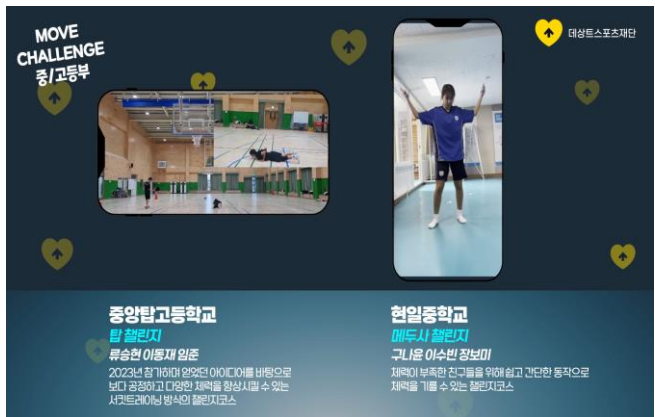 MOVE
CHALLENGE
중/고등부
데상트스포츠재단
중앙탑고등학교
탑 챌린지
류승현 이동재 임준
2023년 참가하며 얻었던 아이디어를 바탕으로
보다 공정하고 다양한 체력을 향상시킬 수 있는
서킷트레이닝 방식의 챌린지코스
현일중학교
메두사 챌린지
구나윤 이수빈 장보미
체력이 부족한 친구들을 위해 쉽고 간단한 동작으로
체력을 기를 수 있는 챌린지코스